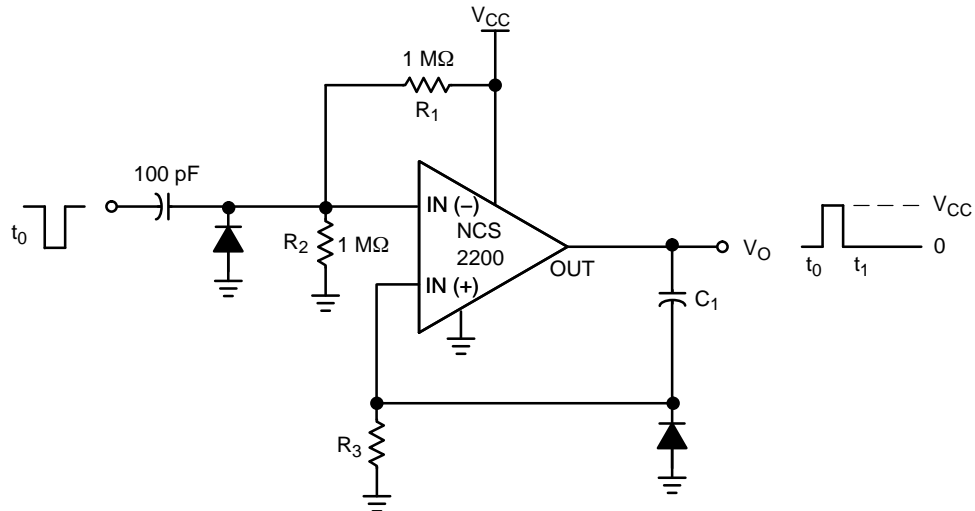 V_CC
1 MΩ
R_1
100 pF
t_0
R_2
1 MΩ
IN (−)
NCS
2200
IN (+)
OUT
V_O
V_CC
0
t_0
t_1
C_1
R_3